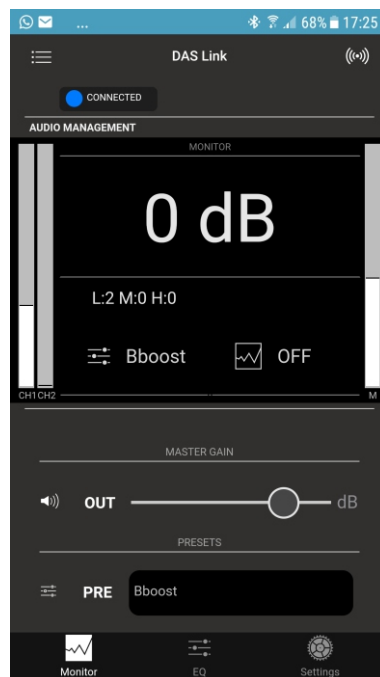 ... 68% 17:25
DAS Link
CONNECTED
AUDIO MANAGEMENT
MONITOR
0 dB
L:2 M:0 H:0
Bboost OFF
CH1 CH2 M
MASTER GAIN
OUT dB
PRESETS
PRE Bboost
Monitor EQ Settings